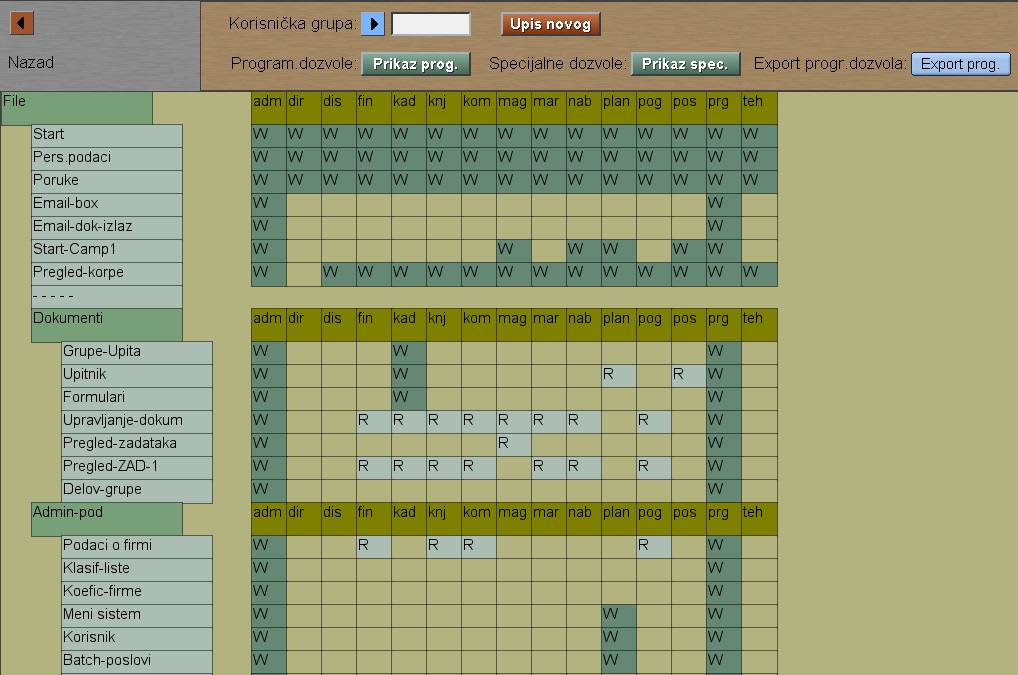 Korisnička grupa: Upis novog
Nazad Program.dozvole: Prikaz prog. Specijalne dozvole: Prikaz spec. Export progr.dozvola: Export prog.
File adm dir dis fin kad knj kom mag mar nab plan pog pos prg teh
Start W W W W W W W W W W W W W W W
Pers.podaci W W W W W W W W W W W W W W W
Poruke W W W W W W W W W W W W W W W
Email-box W W
Email-dok-izlaz W W
Start-Camp1 W W W W W W
Pregled-korpe W W W W W W W W W W W W W W
- - - - -
Dokumenti adm dir dis fin kad knj kom mag mar nab plan pog pos prg teh
Grupe-Upita W W W
Upitnik W W R R W
Formulari W W W
Upravljanje-dokum W R R R R R R R R W
Pregled-zadataka W R W
Pregled-ZAD-1 W R R R R R R R W
Delov-grupe W W
Admin-pod adm dir dis fin kad knj kom mag mar nab plan pog pos prg teh
Podaci o firmi W R R R R W
Klasif-liste W W
Koefic-firme W W
Meni sistem W W W
Korisnik W W W
Batch-poslovi W W W